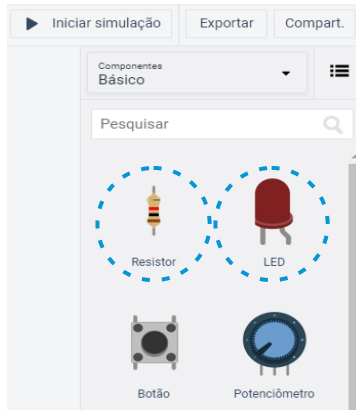 Iniciar simulação
Exportar
Compart.
Componentes
Básico
Pesquisar
Resistor
LED
Botão
Potenciômetro